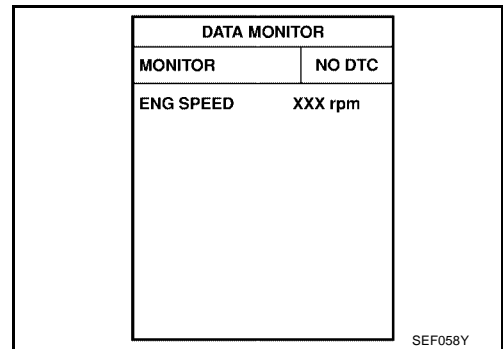 DATA MONITOR
MONITOR NO DTC
ENG SPEED XXX rpm
SEF058Y